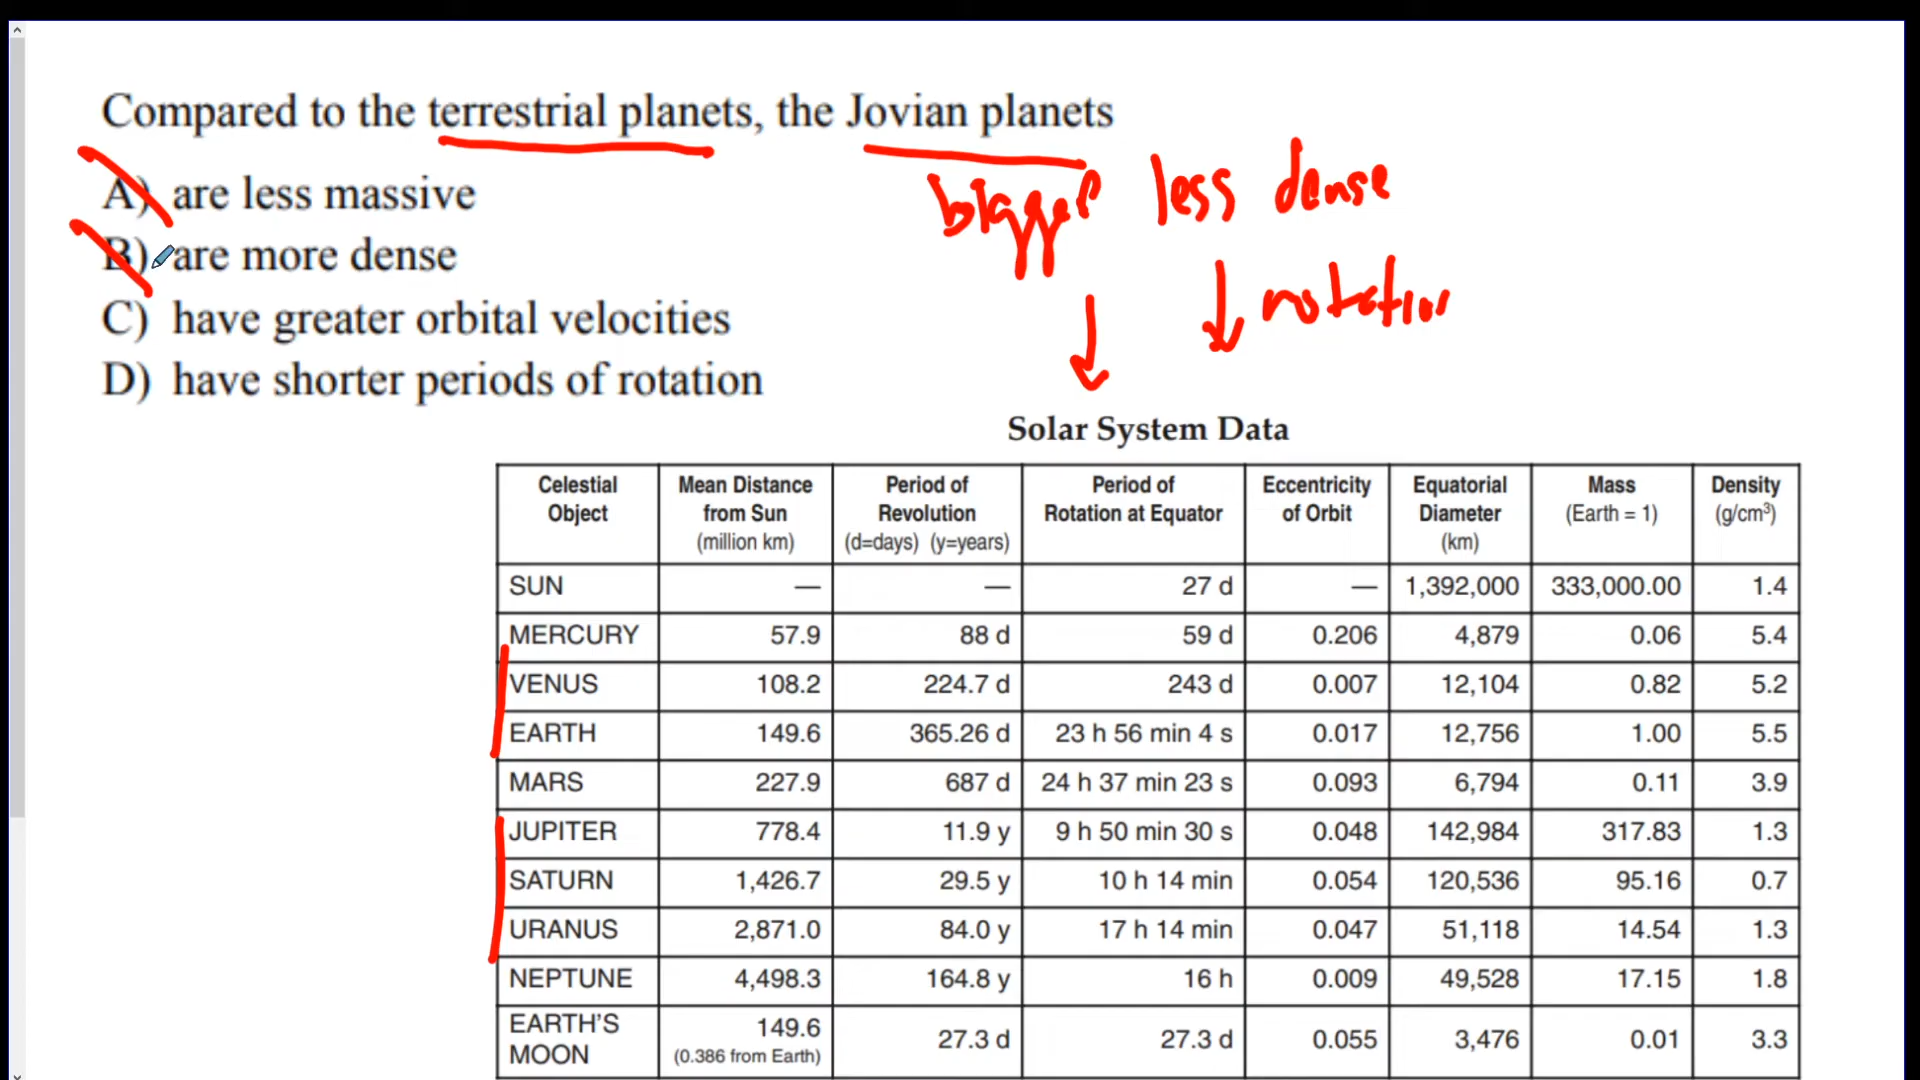 Compared to the terrestrial planets, the Jovian planets
A) are less massive
B) are more dense
C) have greater orbital velocities
D) have shorter periods of rotation
bigger less dense
rotation
Solar System Data
Celestial Object Mean Distance from Sun (million km) Period of Revolution (d=days) (y=years) Period of Rotation at Equator Eccentricity of Orbit Equatorial Diameter (km) Mass (Earth = 1) Density (g/cm³)
SUN — — 27 d — 1,392,000 333,000.00 1.4
MERCURY 57.9 88 d 59 d 0.206 4,879 0.06 5.4
VENUS 108.2 224.7 d 243 d 0.007 12,104 0.82 5.2
EARTH 149.6 365.26 d 23 h 56 min 4 s 0.017 12,756 1.00 5.5
MARS 227.9 687 d 24 h 37 min 23 s 0.093 6,794 0.11 3.9
JUPITER 778.4 11.9 y 9 h 50 min 30 s 0.048 142,984 317.83 1.3
SATURN 1,426.7 29.5 y 10 h 14 min 0.054 120,536 95.16 0.7
URANUS 2,871.0 84.0 y 17 h 14 min 0.047 51,118 14.54 1.3
NEPTUNE 4,498.3 164.8 y 16 h 0.009 49,528 17.15 1.8
EARTH'S MOON 149.6 (0.386 from Earth) 27.3 d 27.3 d 0.055 3,476 0.01 3.3